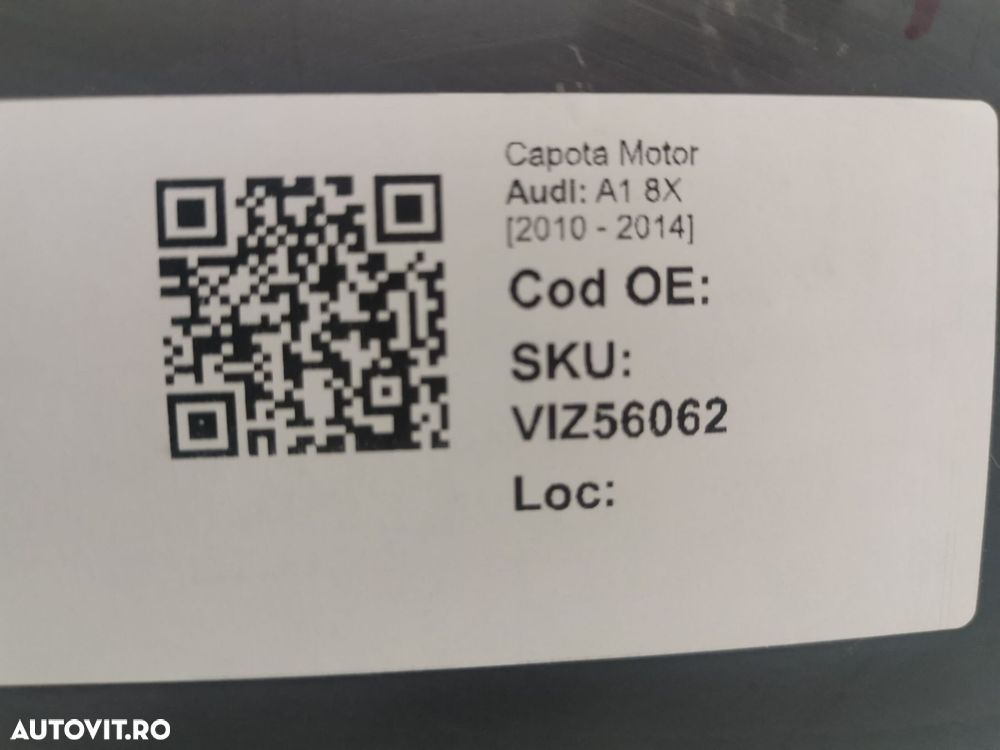 Capota Motor
Audi: A1 8X
[2010 - 2014]
Cod OE:
SKU:
VIZ56062
Loc:
AUTOVIT.RO